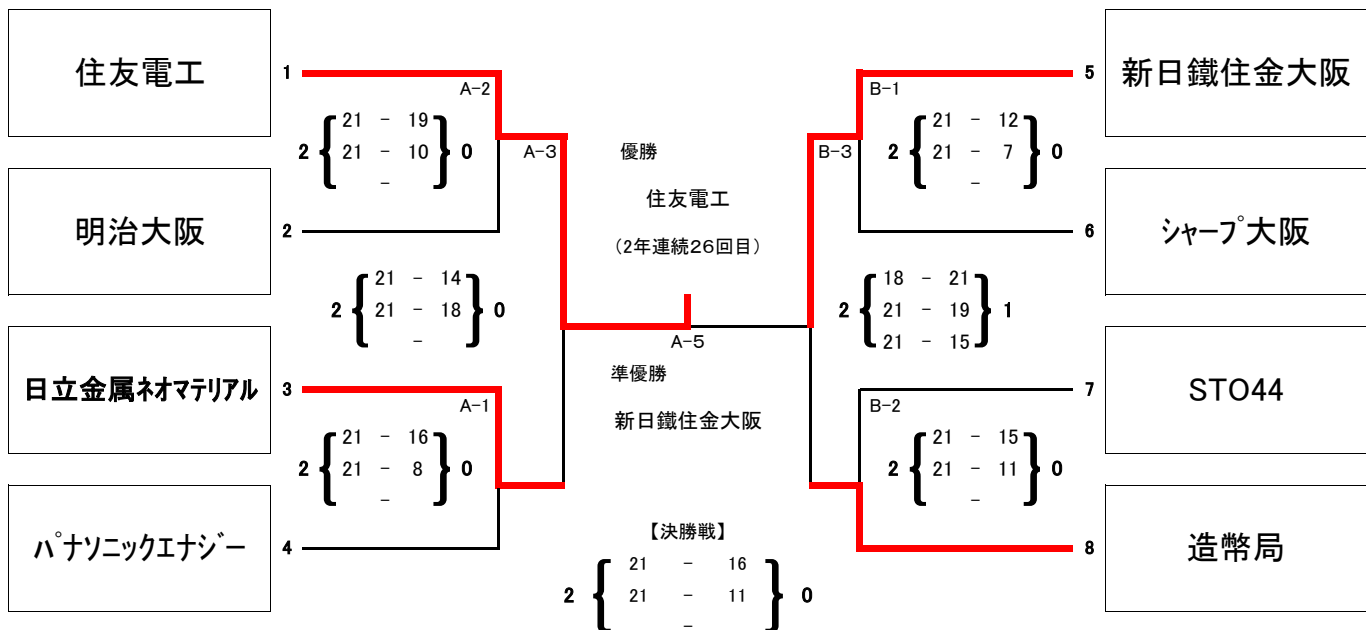 住友電工
1
A-2
2 { 21 - 19
21 - 10
- } 0
明治大阪
2
A-3
2 { 21 - 14
21 - 18
- } 0
日立金属ネオマテリアル
3
A-1
2 { 21 - 16
21 - 8
- } 0
パナソニックエナジー
4
優勝
住友電工
(2年連続26回目)
A-5
準優勝
新日鐵住金大阪
【決勝戦】
2 { 21 - 16
21 - 11
- } 0
5
新日鐵住金大阪
B-1
2 { 21 - 12
21 - 7
- } 0
B-3
6
シャープ大阪
2 { 18 - 21
21 - 19
21 - 15 } 1
7
STO44
B-2
2 { 21 - 15
21 - 11
- } 0
8
造幣局